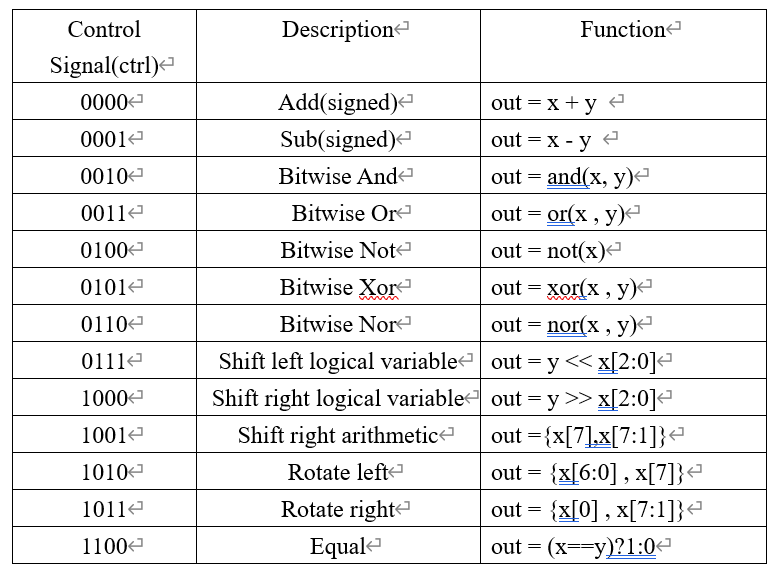 Control Description Function
Signal(ctrl)
0000 Add(signed) out = x + y
0001 Sub(signed) out = x - y
0010 Bitwise And out = and(x, y)
0011 Bitwise Or out = or(x , y)
0100 Bitwise Not out = not(x)
0101 Bitwise Xor out = xor(x , y)
0110 Bitwise Nor out = nor(x , y)
0111 Shift left logical variable out = y << x[2:0]
1000 Shift right logical variable out = y >> x[2:0]
1001 Shift right arithmetic out ={x[7],x[7:1]}
1010 Rotate left out = {x[6:0] , x[7]}
1011 Rotate right out = {x[0] , x[7:1]}
1100 Equal out = (x==y)?1:0